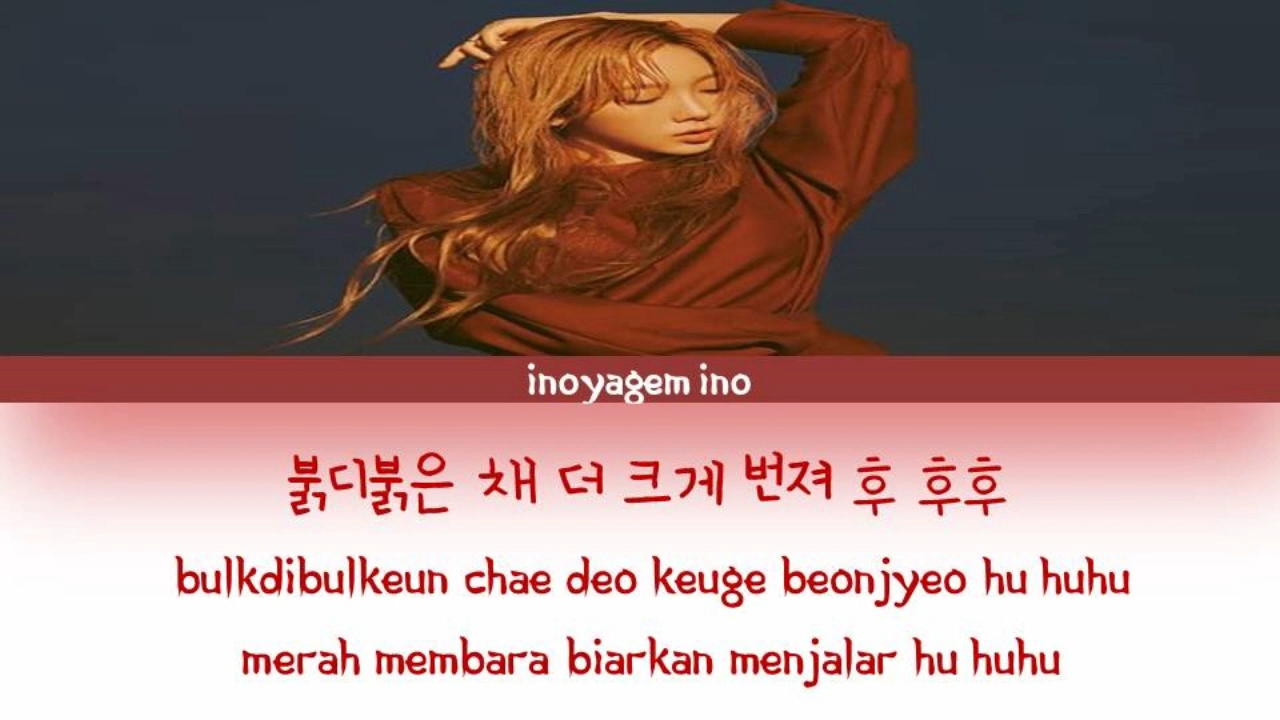 inoyagem ino
붉디붉은 채 더 크게 번져 후 후후
bulkdibulkeun chae deo keuge beonjyeo hu huhu
merah membara biarkan menjalar hu huhu